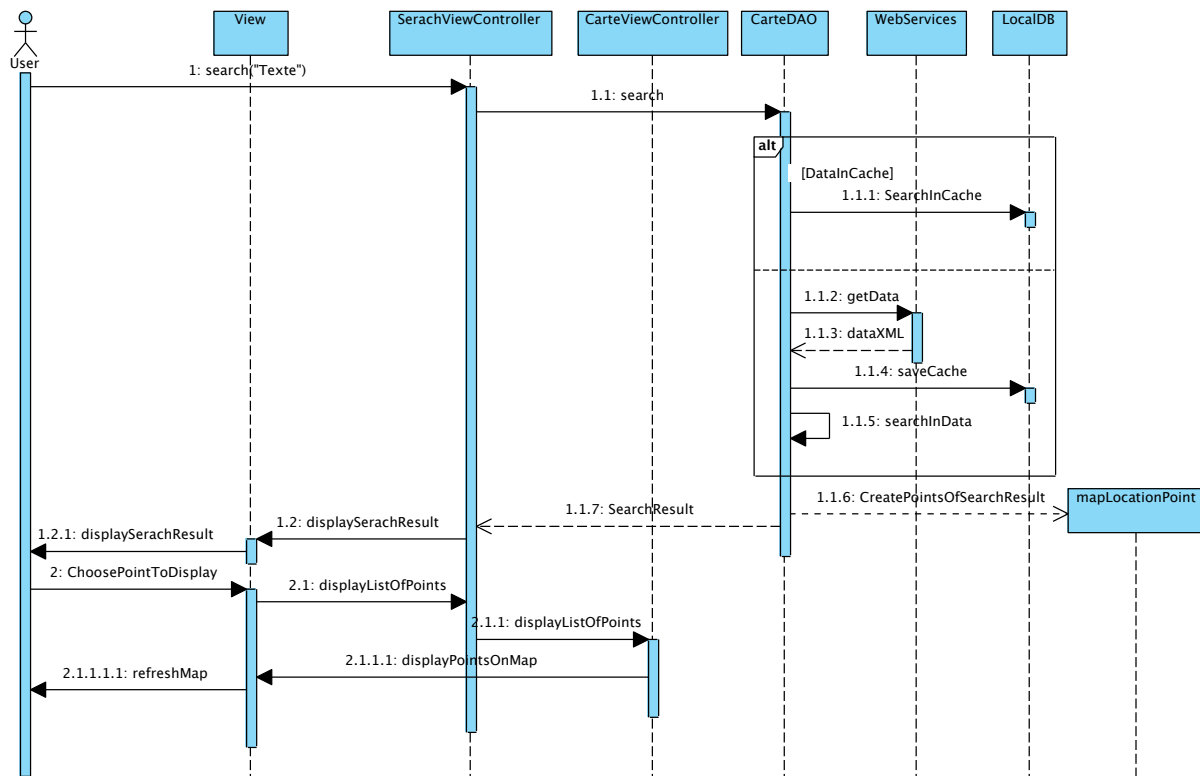 View
SerachViewController
CarteViewController
CarteDAO
WebServices
LocalDB
User
1: search("Texte")
1.1: search
alt
[DataInCache]
1.1.1: SearchInCache
1.1.2: getData
1.1.3: dataXML
1.1.4: saveCache
1.1.5: searchInData
1.1.6: CreatePointsOfSearchResult
mapLocationPoint
1.1.7: SearchResult
1.2: displaySerachResult
1.2.1: displaySerachResult
2: ChoosePointToDisplay
2.1: displayListOfPoints
2.1.1: displayListOfPoints
2.1.1.1: displayPointsOnMap
2.1.1.1.1: refreshMap